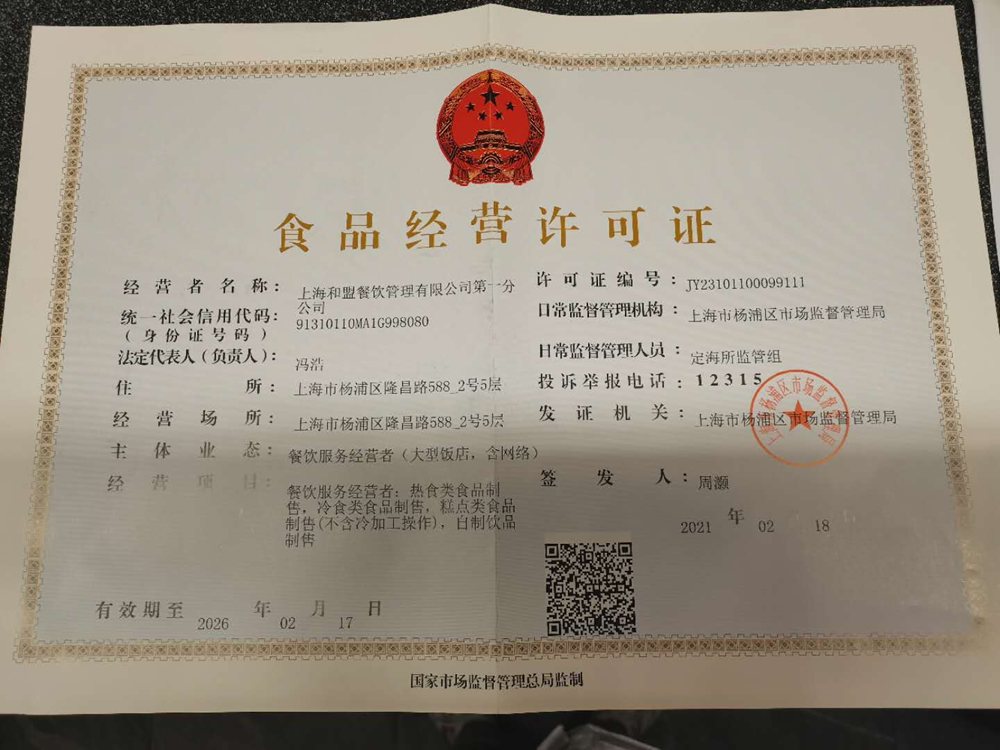 食品经营许可证
经营者名称：上海和盟餐饮管理有限公司第一分
公司
统一社会信用代码：91310110MA1G998080
（身份证号码）
法定代表人（负责人）：冯浩
住所：上海市杨浦区隆昌路588_2号5层
经营场所：上海市杨浦区隆昌路588_2号5层
主体业态：餐饮服务经营者（大型饭店，含网络）
经营项目：餐饮服务经营者：热食类食品制
售，冷食类食品制售，糕点类食品
制售(不含冷加工操作)，自制饮品
制售
有效期至 2026 年 02 月 17 日
许可证编号：JY23101100099111
日常监督管理机构：上海市杨浦区市场监督管理局
日常监督管理人员：定海所监管组
投诉举报电话：12315
发证机关：上海市杨浦区市场监督管理局
上海市杨浦区市场监督管理局
签发人：周灏
2021 年 02 18
国家市场监督管理总局监制